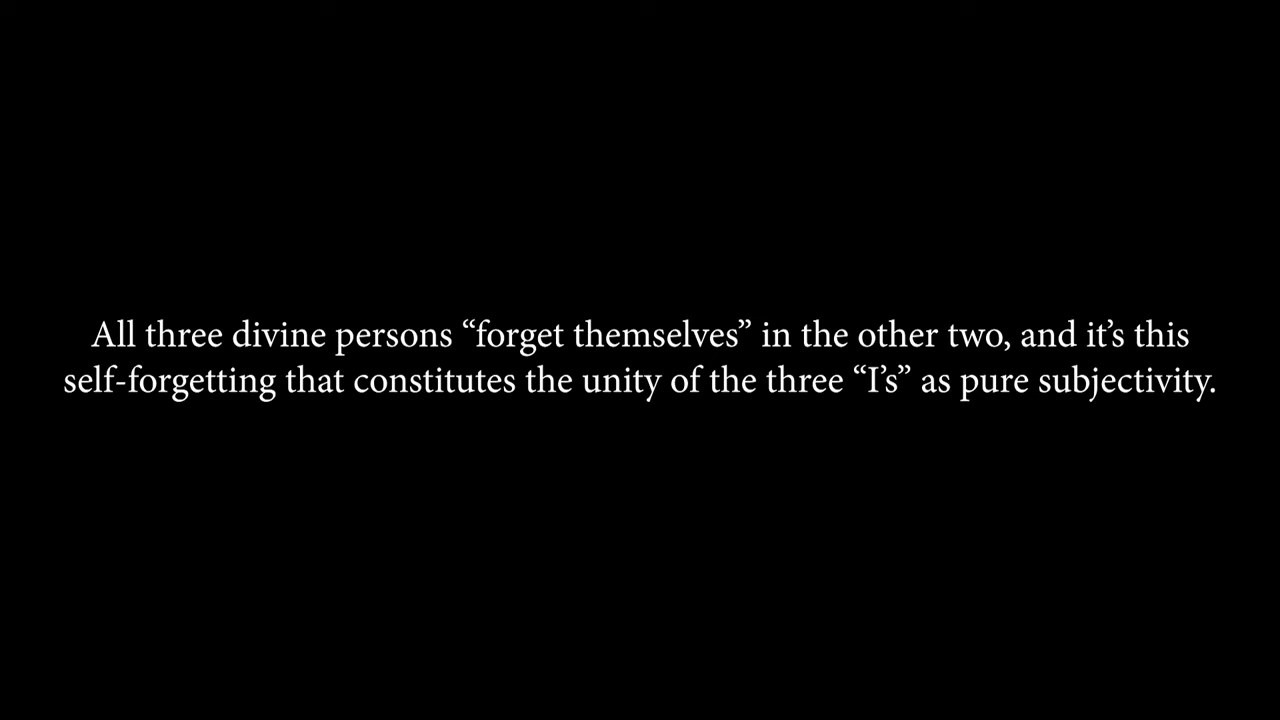 All three divine persons “forget themselves” in the other two, and it’s this
self-forgetting that constitutes the unity of the three “I’s” as pure subjectivity.